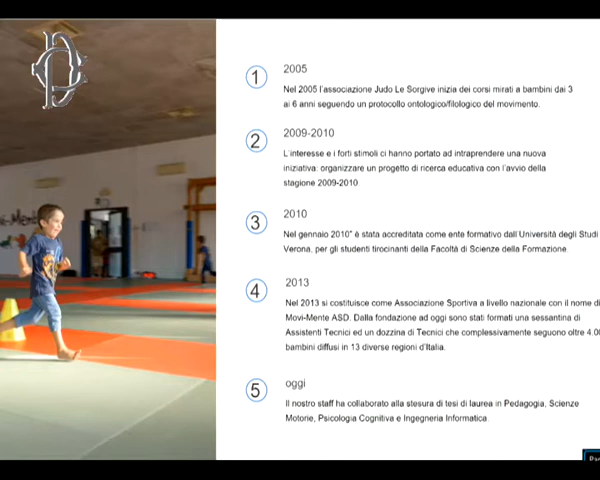 1
2005
Nel 2005 l'associazione Judo Le Sorgive inizia dei corsi mirati a bambini dai 3
ai 6 anni seguendo un protocollo ontologico/filologico del movimento.
2
2009-2010
L'interesse e i forti stimoli ci hanno portato ad intraprendere una nuova
iniziativa: organizzare un progetto di ricerca educativa con l'avvio della
stagione 2009-2010.
3
2010
Nel gennaio 2010" è stata accreditata come ente formativo dall'Università degli Studi
Verona, per gli studenti tirocinanti della Facoltà di Scienze della Formazione.
4
2013
Nel 2013 si costituisce come Associazione Sportiva a livello nazionale con il nome di
Movi-Mente ASD. Dalla fondazione ad oggi sono stati formati una sessantina di
Assistenti Tecnici ed un dozzina di Tecnici che complessivamente seguono oltre 4.00
bambini diffusi in 13 diverse regioni d'Italia.
5
oggi
Il nostro staff ha collaborato alla stesura di tesi di laurea in Pedagogia, Scienze
Motorie, Psicologia Cognitiva e Ingegneria Informatica.